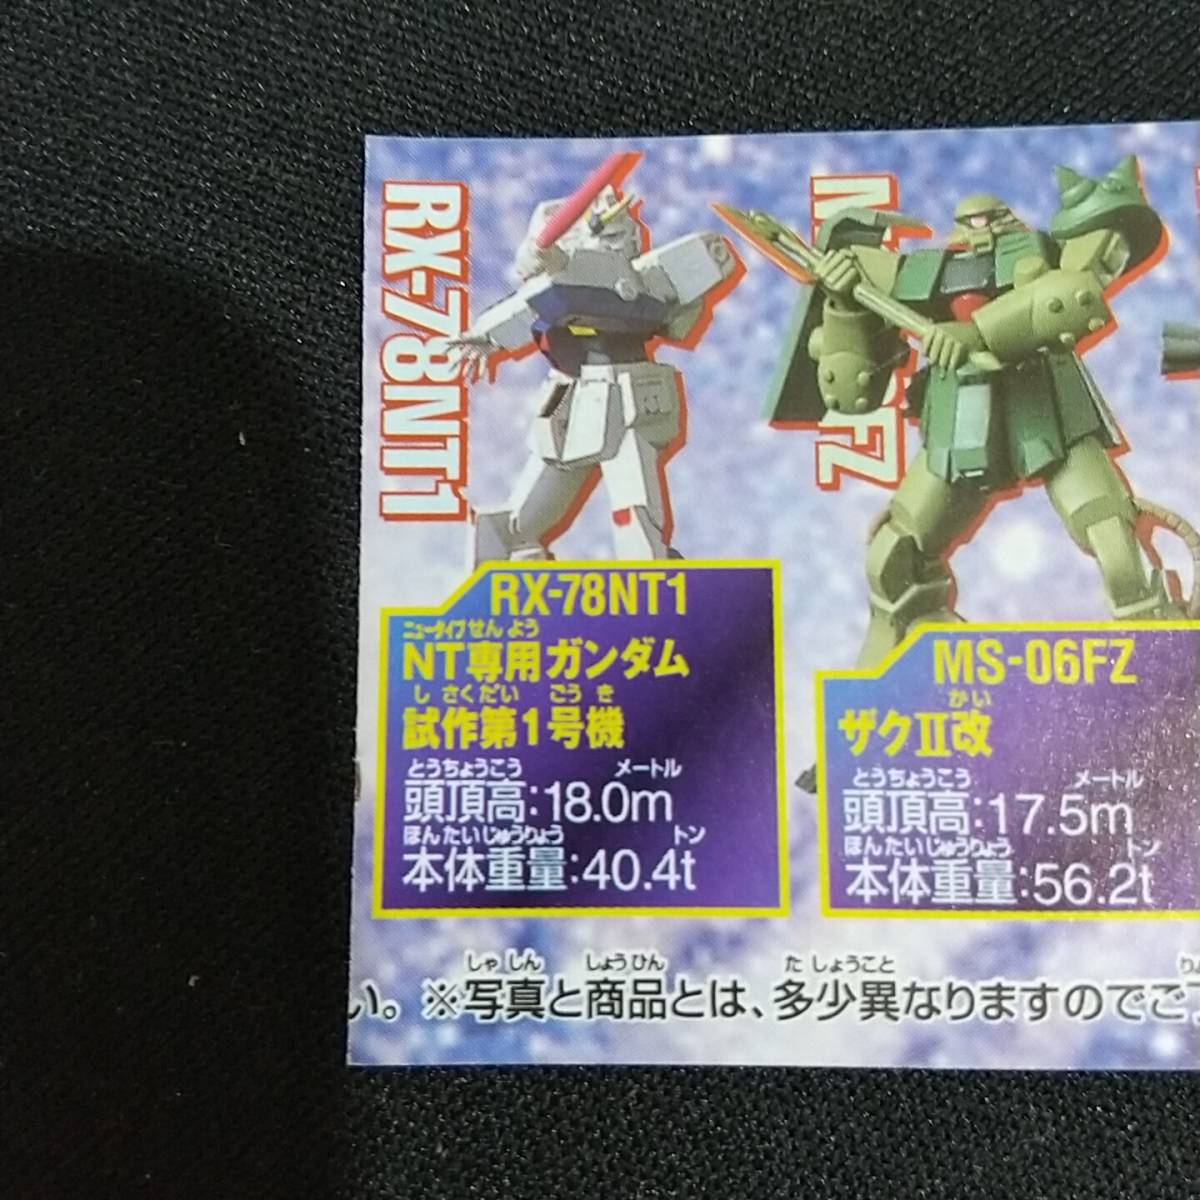 RX-78NT1
RX-78NT1
ニュータイプせんよう
NT専用ガンダム
しさくだい ごうき
試作第1号機
とうちょうこう メートル
頭頂高:18.0m
ほんたいじゅうりょう トン
本体重量:40.4t
MS-06FZ
かい
ザクⅡ改
とうちょうこう メートル
頭頂高:17.5m
ほんたいじゅうりょう トン
本体重量:56.2t
しゃしん しょうひん たしょうこと
い。※写真と商品とは、多少異なりますのでご